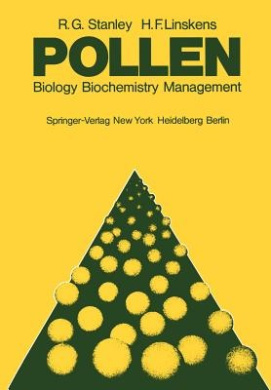 R.G. Stanley H.F. Linskens
POLLEN
Biology Biochemistry Management
Springer-Verlag New York Heidelberg Berlin